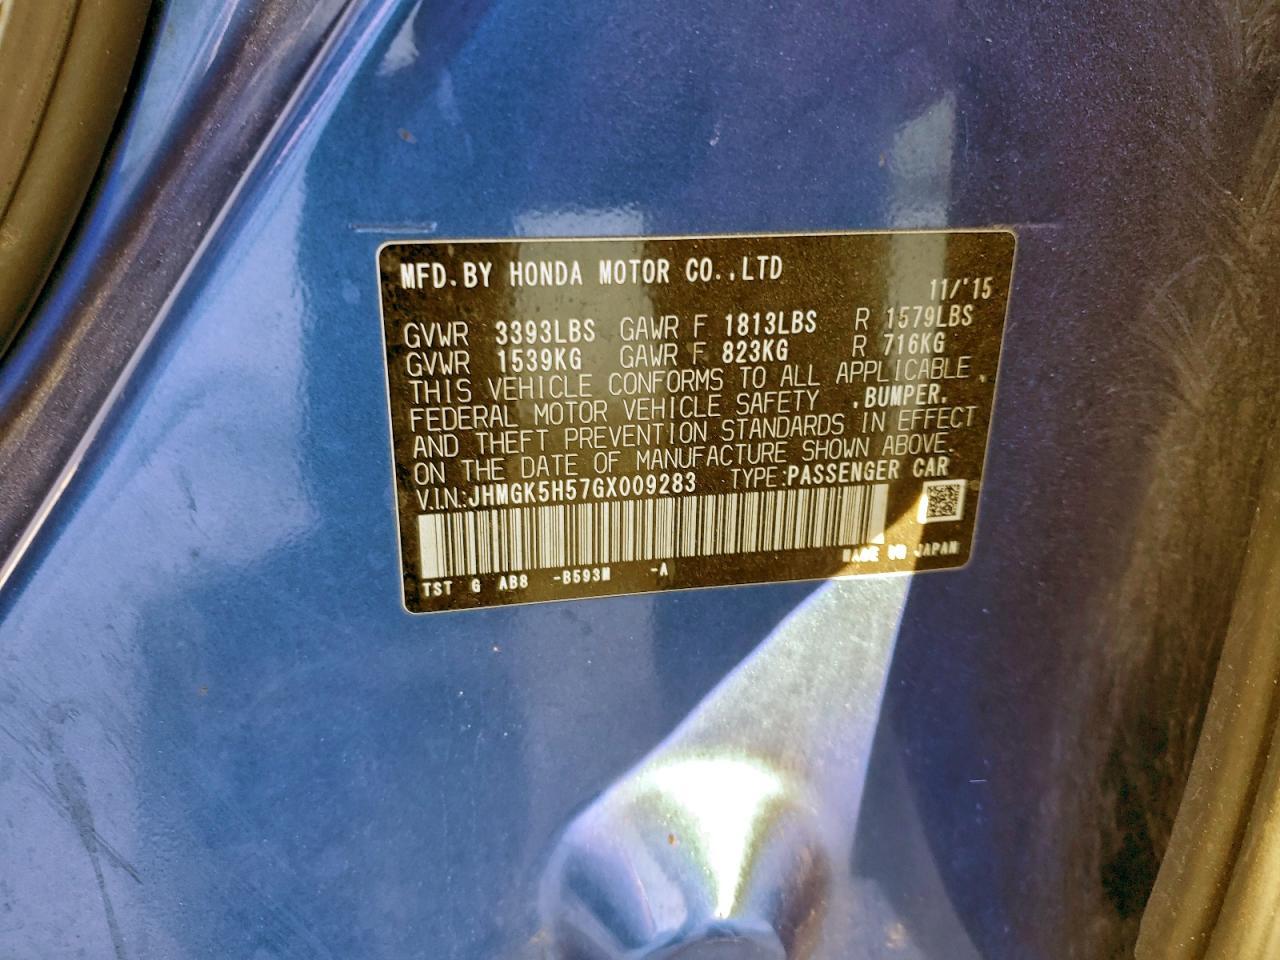 MFD.BY HONDA MOTOR CO.,LTD
11/'15
GVWR 3393LBS GAWR F 1813LBS R 1579LBS
GVWR 1539KG GAWR F 823KG R 716KG
THIS VEHICLE CONFORMS TO ALL APPLICABLE
FEDERAL MOTOR VEHICLE SAFETY ,BUMPER,
AND THEFT PREVENTION STANDARDS IN EFFECT
ON THE DATE OF MANUFACTURE SHOWN ABOVE.
V.I.N.:JHMGK5H57GX009283 TYPE:PASSENGER CAR
MADE IN JAPAN
TST G AB8 -B593M -A